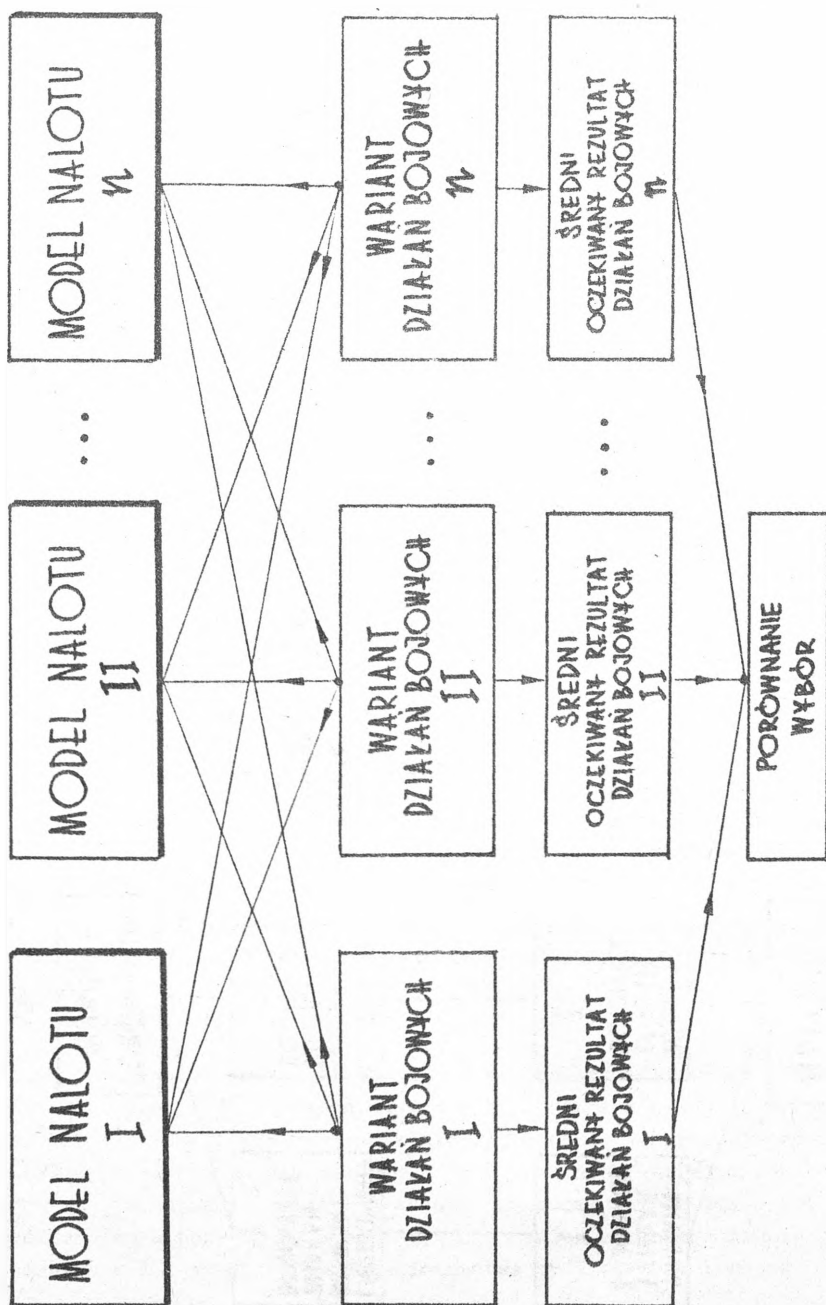 MODEL NALOTU
I
MODEL NALOTU
II
...
MODEL NALOTU
n
WARIANT
DZIAŁAŃ BOJOWYCH
I
WARIANT
DZIAŁAŃ BOJOWYCH
II
...
WARIANT
DZIAŁAŃ BOJOWYCH
n
ŚREDNI
OCZEKIWANY REZULTAT
DZIAŁAŃ BOJOWYCH
I
ŚREDNI
OCZEKIWANY REZULTAT
DZIAŁAŃ BOJOWYCH
II
...
ŚREDNI
OCZEKIWANY REZULTAT
DZIAŁAŃ BOJOWYCH
n
PORÓWNANIE
WYBÓR